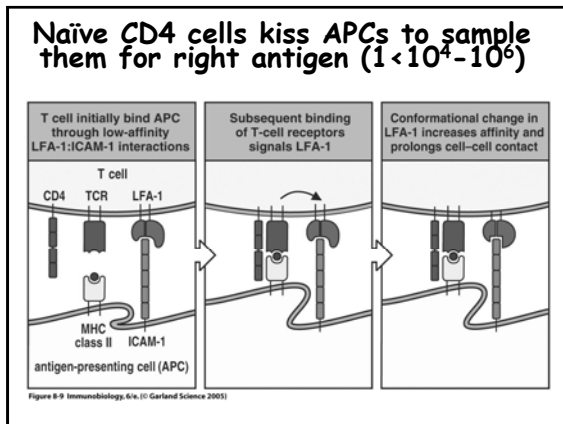 Naïve CD4 cells kiss APCs to sample
them for right antigen (1<10⁴-10⁶)
T cell initially bind APC
through low-affinity
LFA-1:ICAM-1 interactions
T cell
CD4 TCR LFA-1
MHC
class II
ICAM-1
antigen-presenting cell (APC)
Subsequent binding
of T-cell receptors
signals LFA-1
Conformational change in
LFA-1 increases affinity and
prolongs cell–cell contact
Figure 8-9 Immunobiology, 6/e. (© Garland Science 2005)